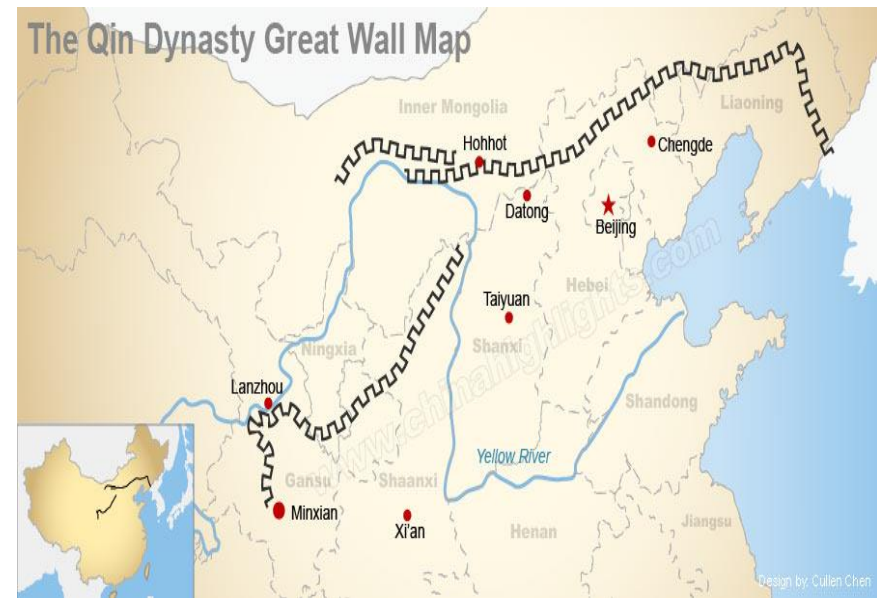 The Qin Dynasty Great Wall Map
Inner Mongolia
Liaoning
Hohhot
Chengde
Datong
Beijing
Hebei
Taiyuan
Ningxia
Shanxi
Lanzhou
Shandong
www.chinahighlights.com
Yellow River
Gansu
Shaanxi
Minxian
Xi'an
Henan
Jiangsu
Design by: Cullen Chen